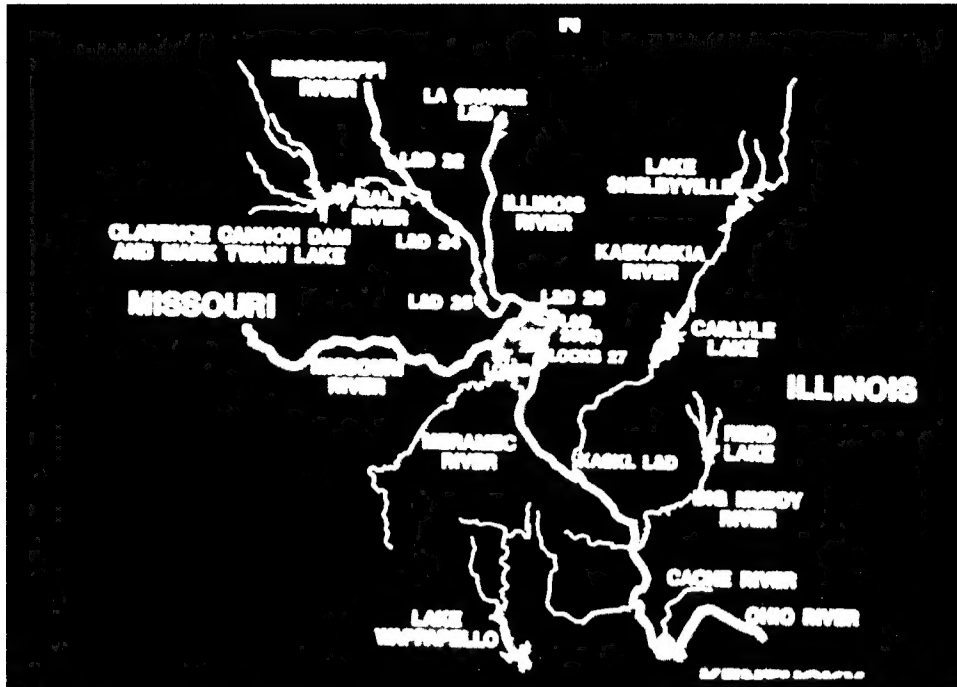 MISSISSIPPI
RIVER
LA GRANGE
L&D
L&D 22
LAKE
SHELBYVILLE
SALT
RIVER
ILLINOIS
RIVER
CLARENCE CANNON DAM
AND MARK TWAIN LAKE
L&D 24
KASKASKIA
RIVER
MISSOURI
L&D 25
L&D 26
LOCKS 27
CARLYLE
LAKE
MISSOURI
RIVER
ILLINOIS
MERAMEC
RIVER
REND
LAKE
KASKI. L&D
BIG MUDDY
RIVER
CACHE RIVER
OHIO RIVER
LAKE
WAPPAPELLO